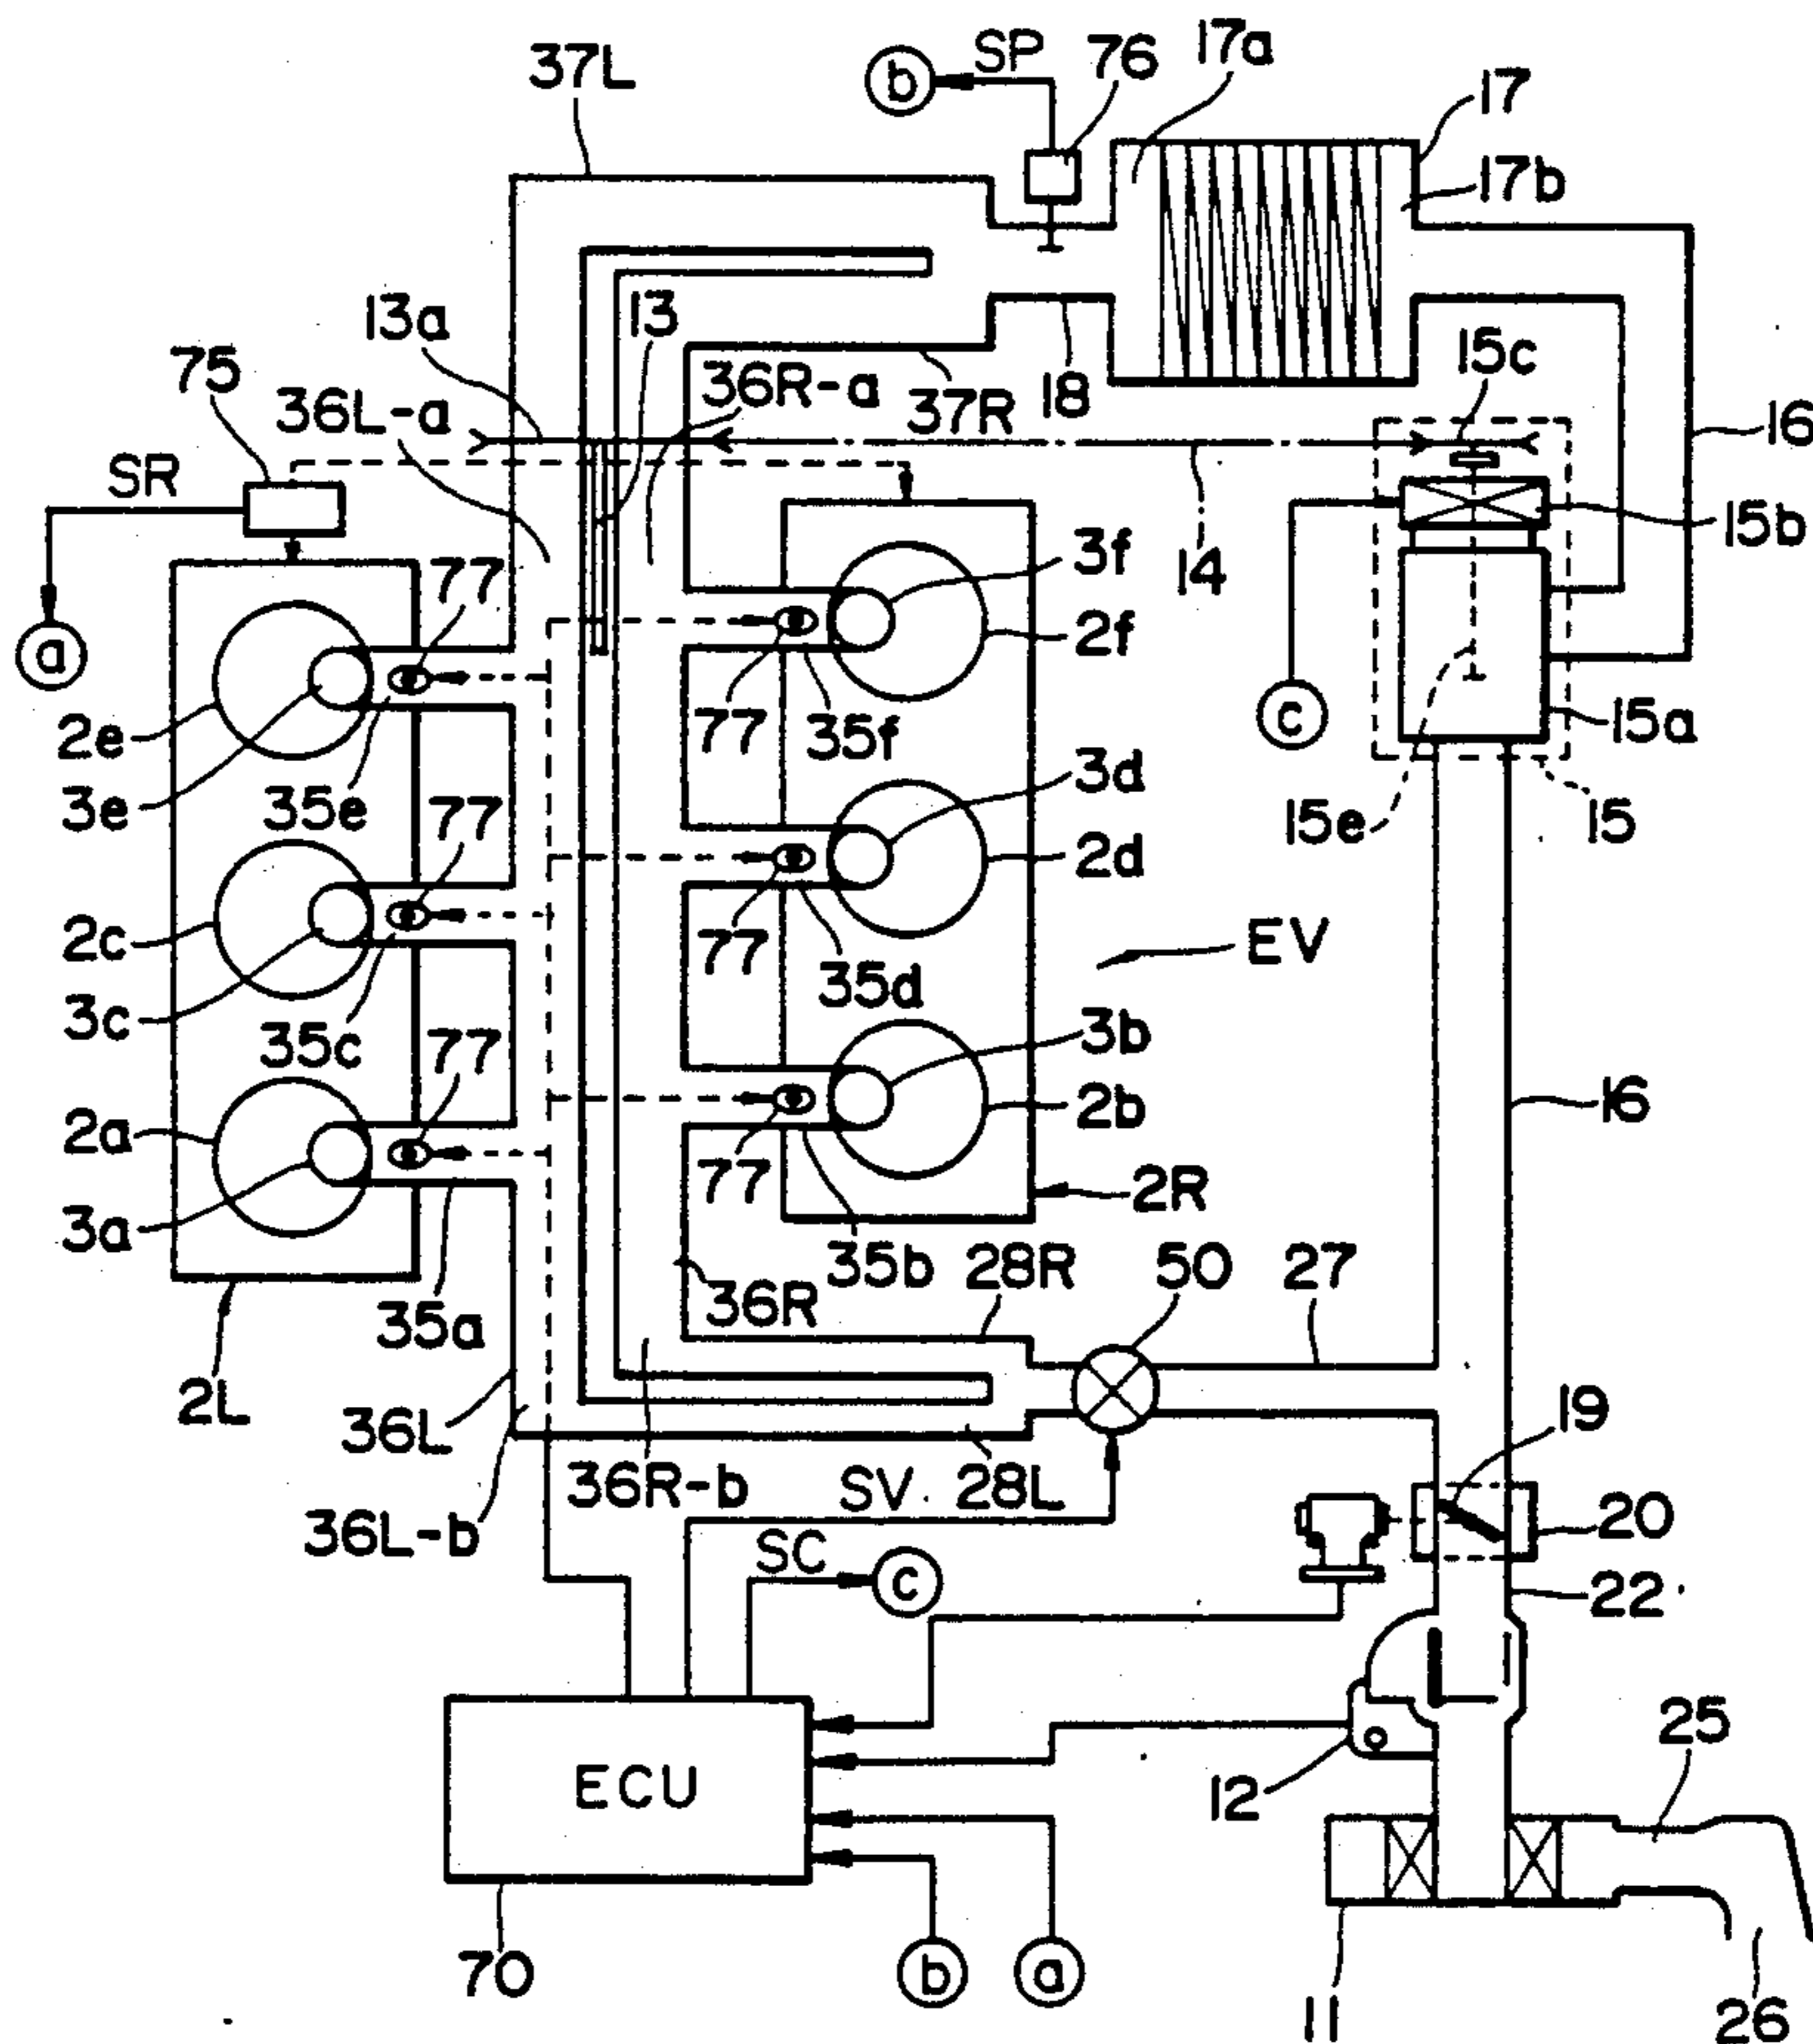 37L
b
SP
76
17a
17
17b
13a
13
75
36L-a
36R-a
37R
18
15c
16
SR
15b
77
3f
14
a
2f
2e
77
35f
c
15a
3e
35e
77
3d
15e
15
2d
2c
77
EV
3c
35c
77
35d
3b
2a
2b
16
3a
77
2R
35b
28R
50
27
36R
35a
2L
36L
19
36R-b
SV.
28L
36L-b
20
SC
c
22
ECU
12
25
70
b
a
11
26